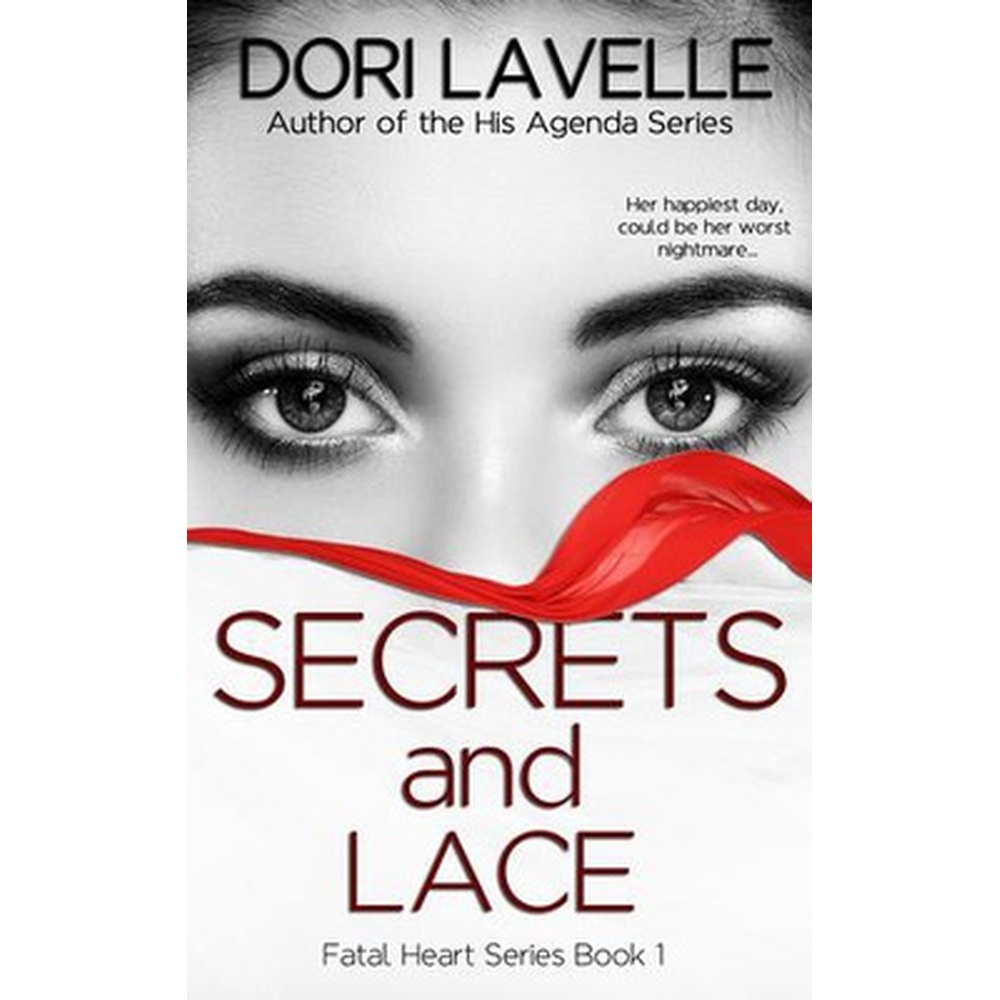 DORI LAVELLE
Author of the His Agenda Series
Her happiest day,
could be her worst
nightmare...
SECRETS
and
LACE
Fatal Heart Series Book 1